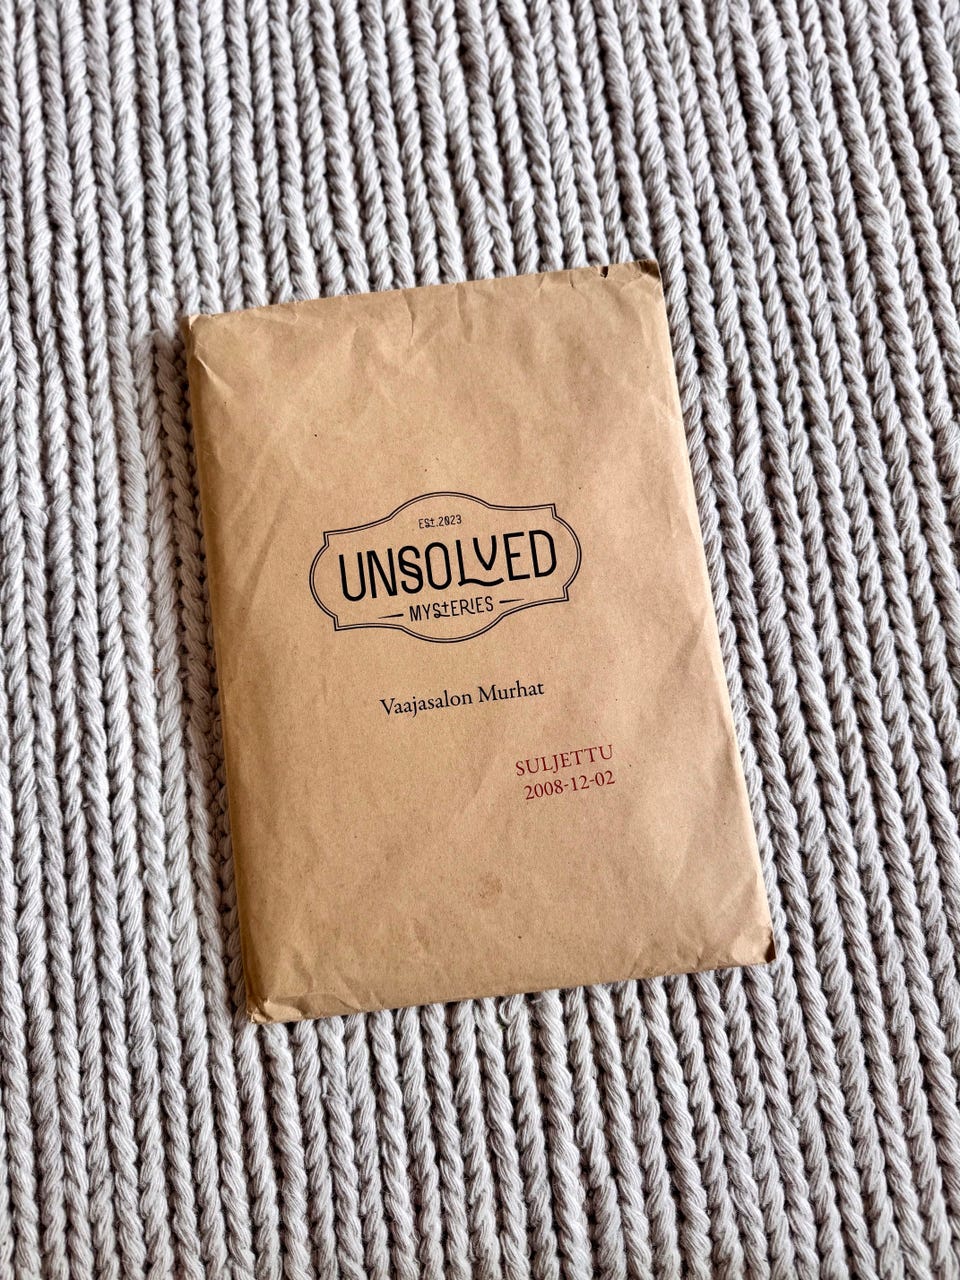 Est.2023
UNSOLVED
MYSTERIES
Vaajasalon Murhat
SULJETTU
2008-12-02